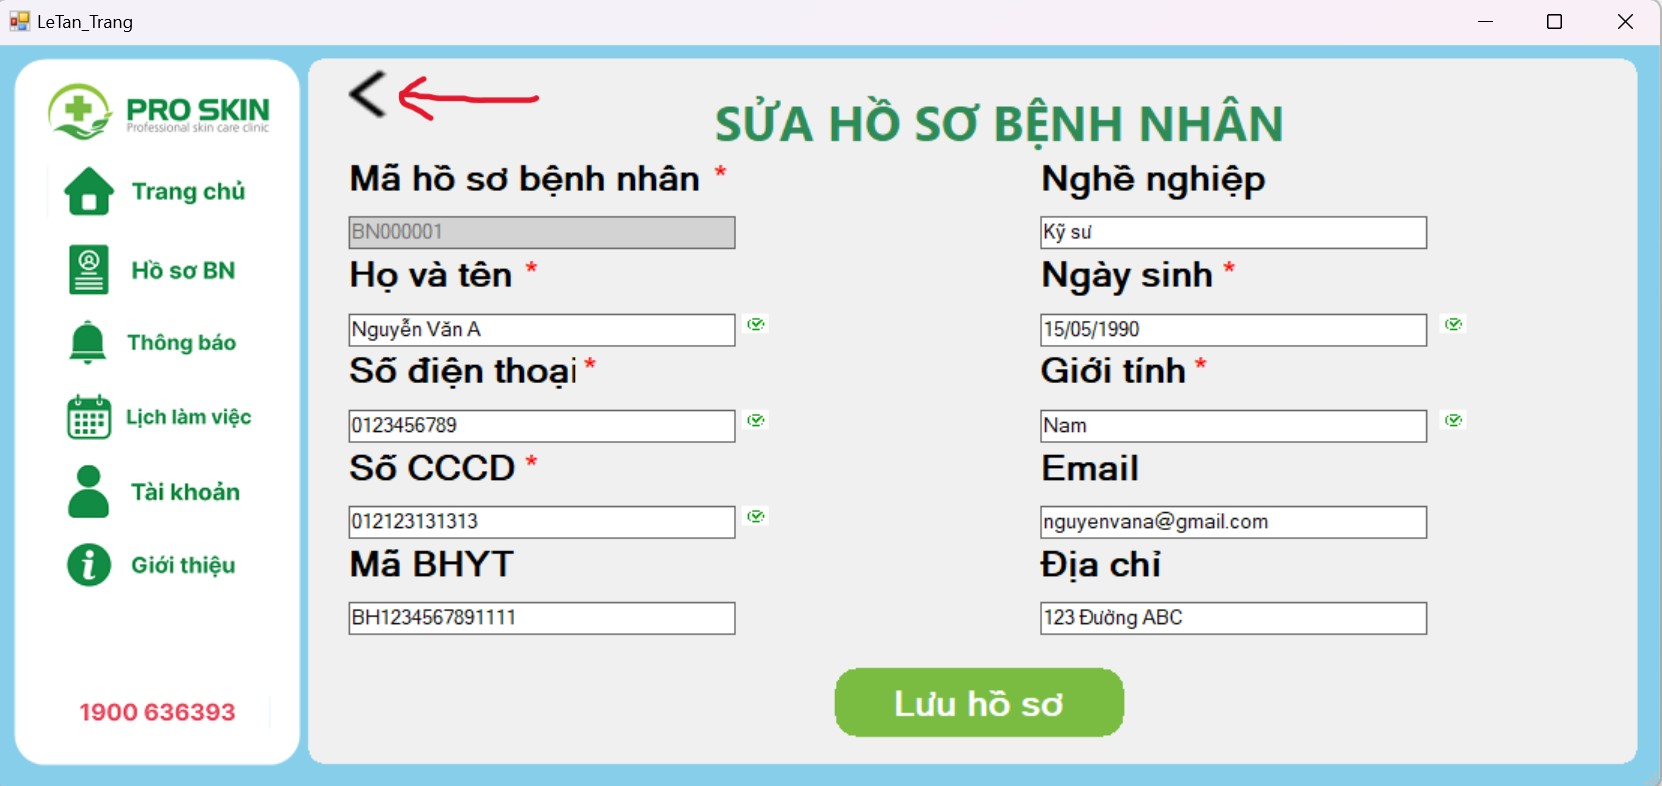 LeTan_Trang
PRO SKIN
Professional skin care clinic
Trang chủ
Hồ sơ BN
Thông báo
Lịch làm việc
Tài khoản
Giới thiệu
1900 636393
SỬA HỒ SƠ BỆNH NHÂN
Mã hồ sơ bệnh nhân *
BN000001
Họ và tên *
Nguyễn Văn A
Số điện thoại *
0123456789
Số CCCD *
012123131313
Mã BHYT
BH1234567891111
Nghề nghiệp
Kỹ sư
Ngày sinh *
15/05/1990
Giới tính *
Nam
Email
nguyenvana@gmail.com
Địa chỉ
123 Đường ABC
Lưu hồ sơ